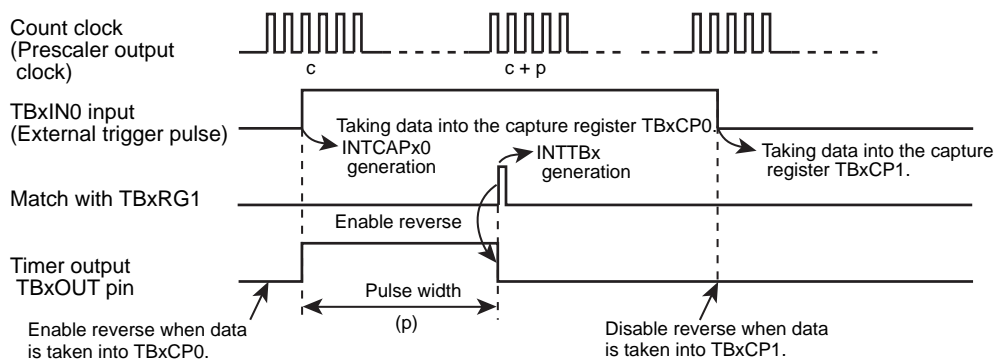 Count clock
(Prescaler output
clock)
c
c + p
TBxIN0 input
(External trigger pulse)
Taking data into the capture register TBxCP0.
INTCAPx0
generation
INTTBx
generation
Taking data into the capture
register TBxCP1.
Match with TBxRG1
Enable reverse
Timer output
TBxOUT pin
Pulse width
(p)
Enable reverse when data
is taken into TBxCP0.
Disable reverse when data
is taken into TBxCP1.